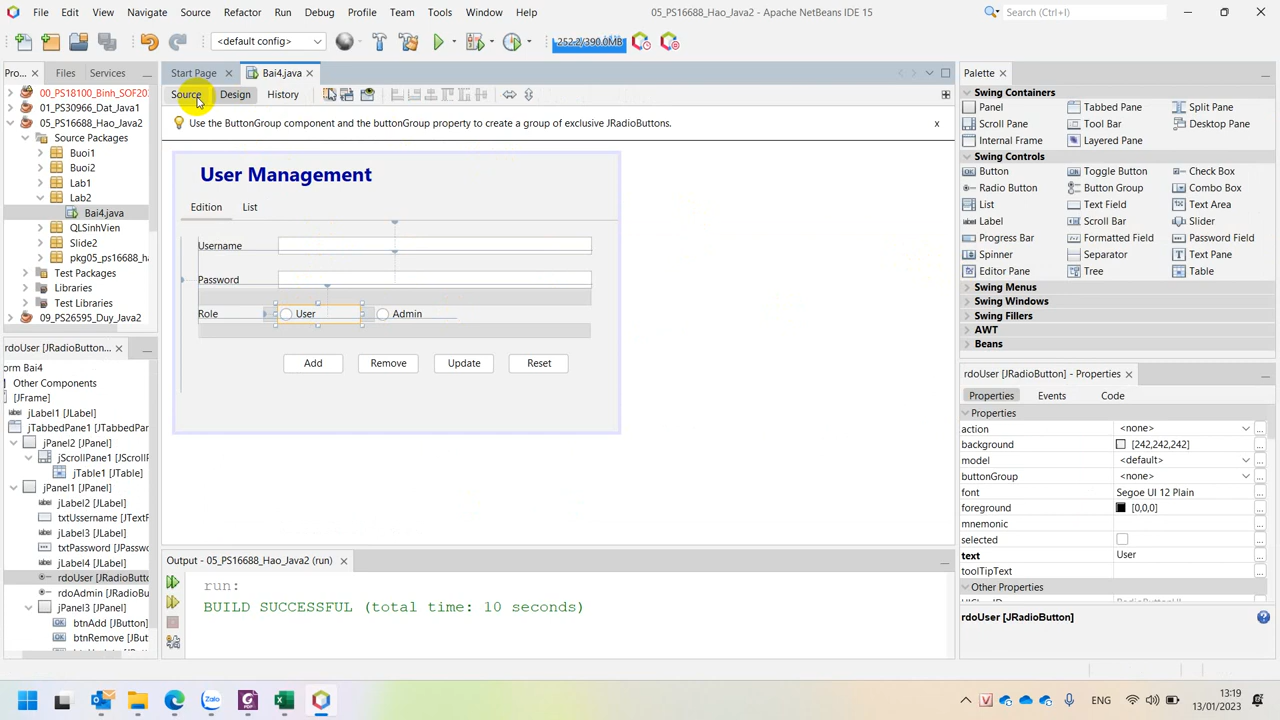 File Edit View Navigate Source Refactor Run Debug Profile Team Tools Window Help
05_PS16688_Hao_Java2 - Apache NetBeans IDE 15
Search (Ctrl+I)
<default config>
252.2/390.0MB
Pro... Files Services
Start Page
Bai4.java
Palette
Source Design History
Use the ButtonGroup component and the buttonGroup property to create a group of exclusive JRadioButtons.
00_PS18100_Binh_SOF20
01_PS30966_Dat_Java1
05_PS16688_Hao_Java2
Source Packages
Buoi1
Buoi2
Lab1
Lab2
Bai4.java
QLSinhVien
Slide2
pkg05_ps16688_ha
Test Packages
Libraries
Test Libraries
09_PS26595_Duy_Java2
User Management
Edition List
Username
Password
Role
User
Admin
Add Remove Update Reset
Swing Containers
Panel Tabbed Pane Split Pane
Scroll Pane Tool Bar Desktop Pane
Internal Frame Layered Pane
Swing Controls
Button Toggle Button Check Box
Radio Button Button Group Combo Box
List Text Field Text Area
Label Scroll Bar Slider
Progress Bar Formatted Field Password Field
Spinner Separator Text Pane
Editor Pane Tree Table
Swing Menus
Swing Windows
Swing Fillers
AWT
Beans
rdoUser [JRadioButton...
orm Bai4
Other Components
[JFrame]
jLabel1 [JLabel]
jTabbedPane1 [JTabbedPan
jPanel2 [JPanel]
jScrollPane1 [JScrollPane
jTable1 [JTable]
jPanel1 [JPanel]
jLabel2 [JLabel]
txtUssername [JTextF
jLabel3 [JLabel]
txtPassword [JPasswo
jLabel4 [JLabel]
rdoUser [JRadioButto
rdoAdmin [JRadioButto
jPanel3 [JPanel]
btnAdd [JButton]
btnRemove [JBut
rdoUser [JRadioButton] - Properties
Properties Events Code
Properties
action <none>
background [242,242,242]
model <default>
buttonGroup <none>
font Segoe UI 12 Plain
foreground [0,0,0]
mnemonic
selected
text User
toolTipText
Other Properties
rdoUser [JRadioButton]
Output - 05_PS16688_Hao_Java2 (run)
run:
BUILD SUCCESSFUL (total time: 10 seconds)
ENG
13:19
13/01/2023